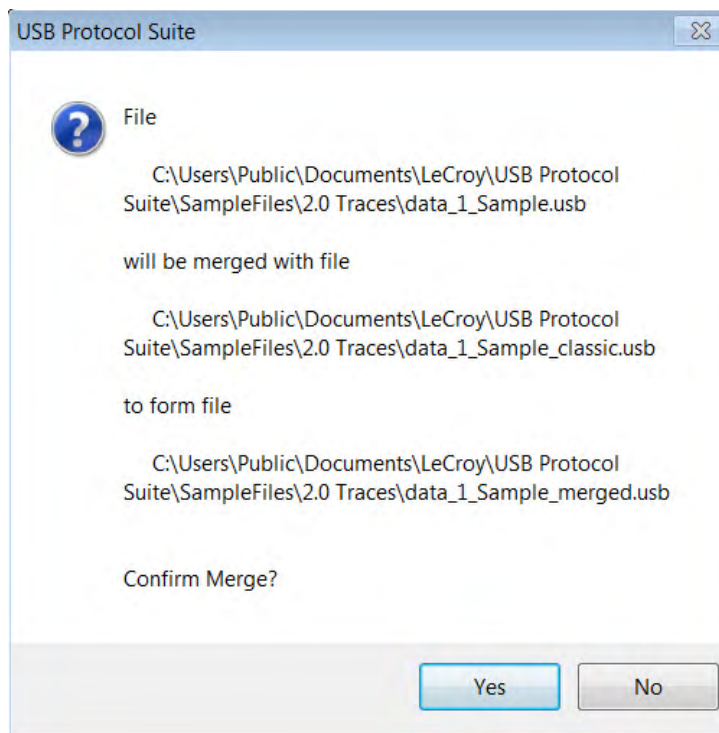 USB Protocol Suite
File
C:\Users\Public\Documents\LeCroy\USB Protocol
Suite\SampleFiles\2.0 Traces\data_1_Sample.usb
will be merged with file
C:\Users\Public\Documents\LeCroy\USB Protocol
Suite\SampleFiles\2.0 Traces\data_1_Sample_classic.usb
to form file
C:\Users\Public\Documents\LeCroy\USB Protocol
Suite\SampleFiles\2.0 Traces\data_1_Sample_merged.usb
Confirm Merge?
Yes
No